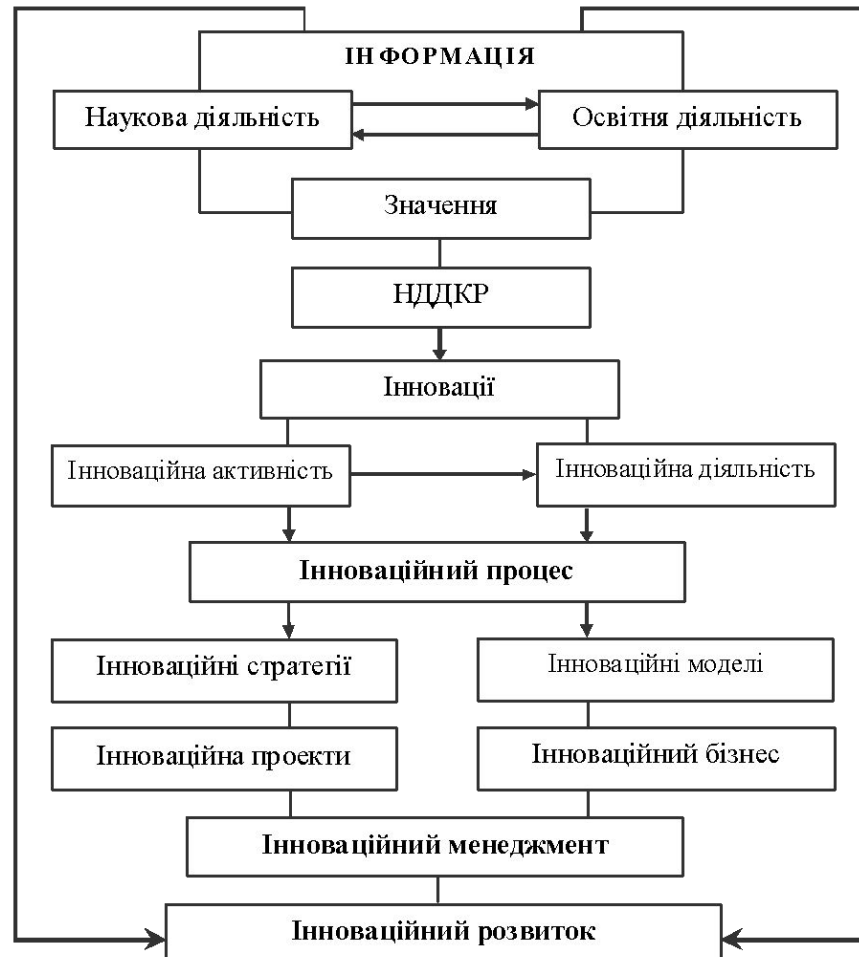 ІНФОРМАЦІЯ
Наукова діяльність
Освітня діяльність
Значення
НДДКР
Інновації
Інноваційна активність
Інноваційна діяльність
Інноваційний процес
Інноваційні стратегії
Інноваційні моделі
Інноваційна проекти
Інноваційний бізнес
Інноваційний менеджмент
Інноваційний розвиток